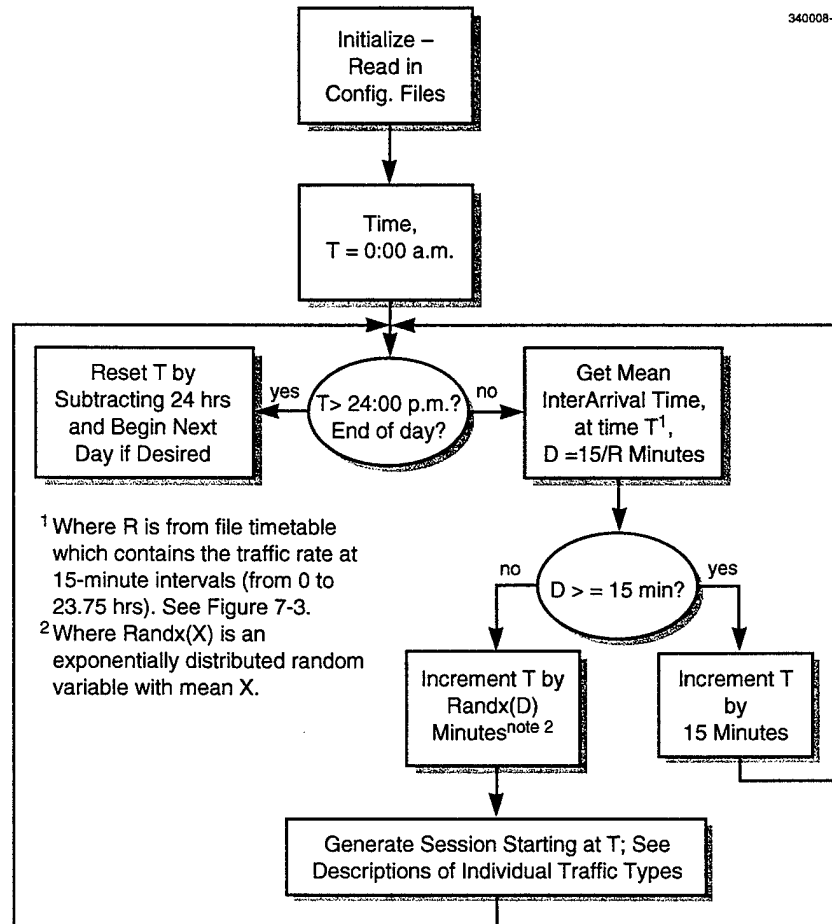 340008-
Initialize –
Read in
Config. Files
Time,
T = 0:00 a.m.
Reset T by
Subtracting 24 hrs
and Begin Next
Day if Desired
yes
T> 24:00 p.m.?
End of day?
no
Get Mean
InterArrival Time,
at time T1,
D =15/R Minutes
1 Where R is from file timetable
which contains the traffic rate at
15-minute intervals (from 0 to
23.75 hrs). See Figure 7-3.
2 Where Randx(X) is an
exponentially distributed random
variable with mean X.
no
D > = 15 min?
yes
Increment T by
Randx(D)
Minutes note 2
Increment T
by
15 Minutes
Generate Session Starting at T; See
Descriptions of Individual Traffic Types